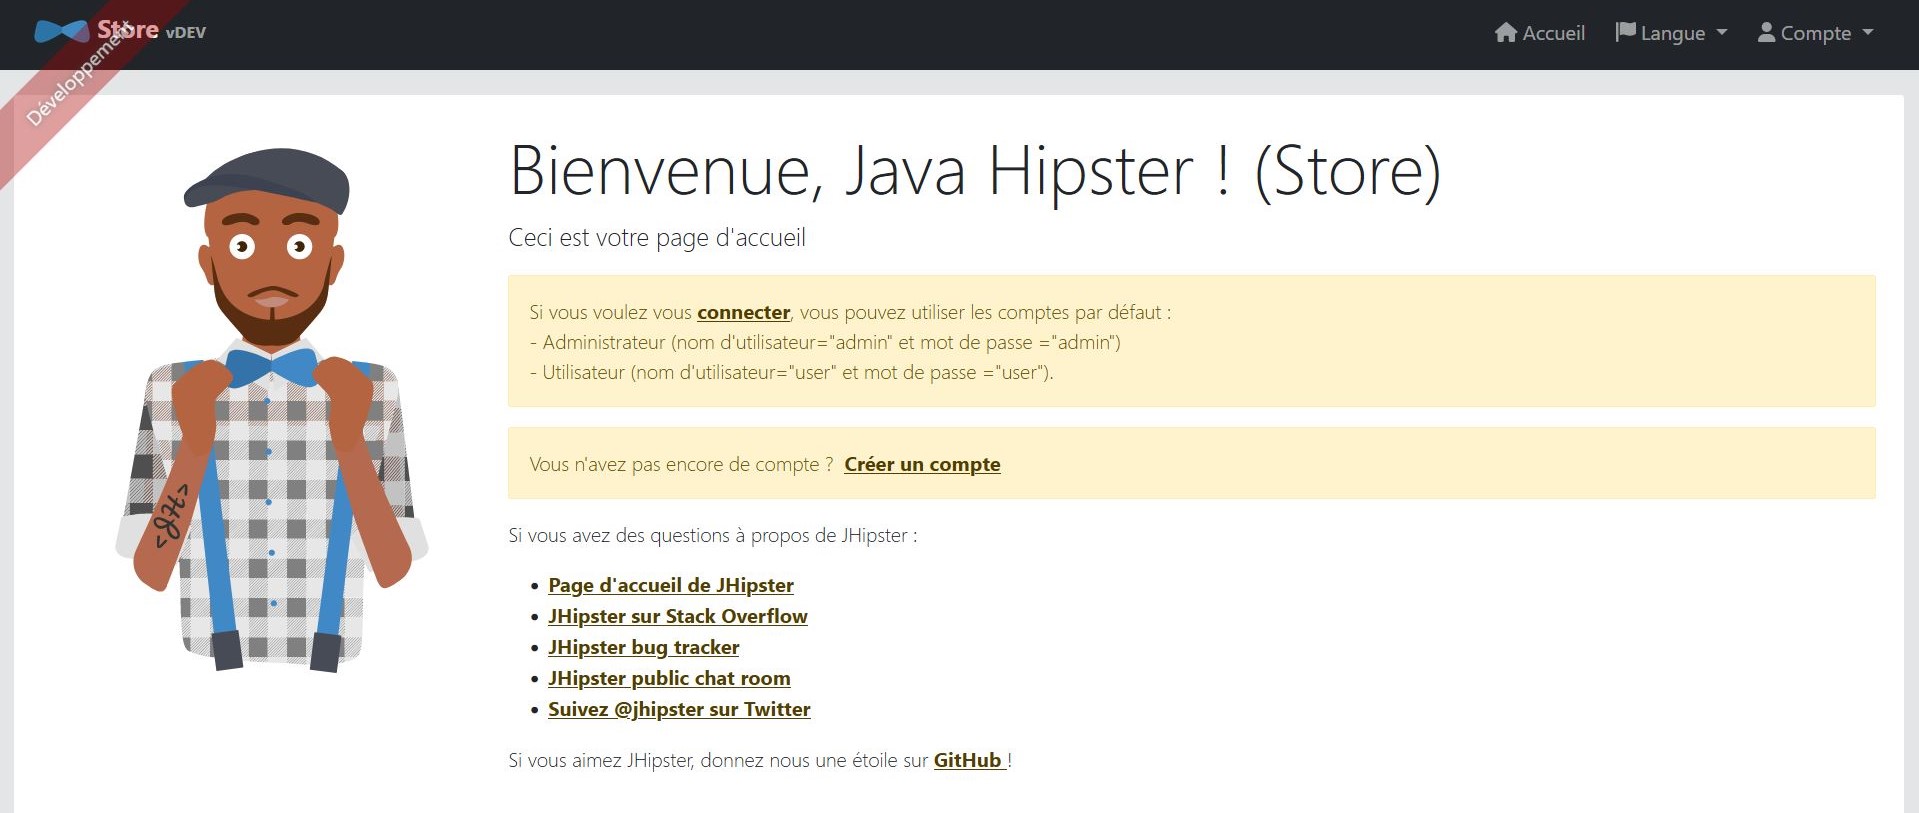 Store vDEV
Accueil
Langue
Compte
Développement
Bienvenue, Java Hipster ! (Store)
Ceci est votre page d'accueil
Si vous voulez vous connecter, vous pouvez utiliser les comptes par défaut :
- Administrateur (nom d'utilisateur="admin" et mot de passe ="admin")
- Utilisateur (nom d'utilisateur="user" et mot de passe ="user").
Vous n'avez pas encore de compte ? Créer un compte
<JH>
Si vous avez des questions à propos de JHipster :
• Page d'accueil de JHipster
• JHipster sur Stack Overflow
• JHipster bug tracker
• JHipster public chat room
• Suivez @jhipster sur Twitter
Si vous aimez JHipster, donnez nous une étoile sur GitHub !